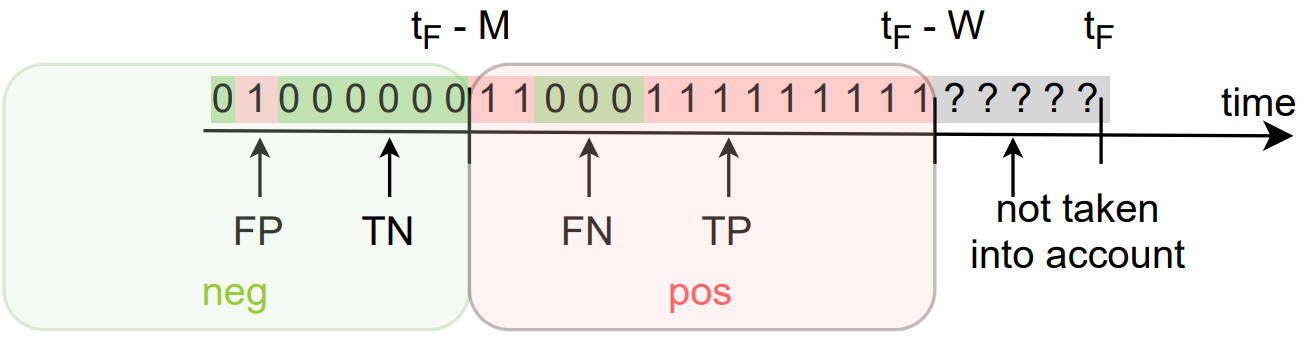 t_F - M t_F - W t_F
0 1 0 0 0 0 0 0 1 1 0 0 0 1 1 1 1 1 1 1 1 1 ? ? ? ? ? time
FP TN FN TP not taken
into account
neg pos